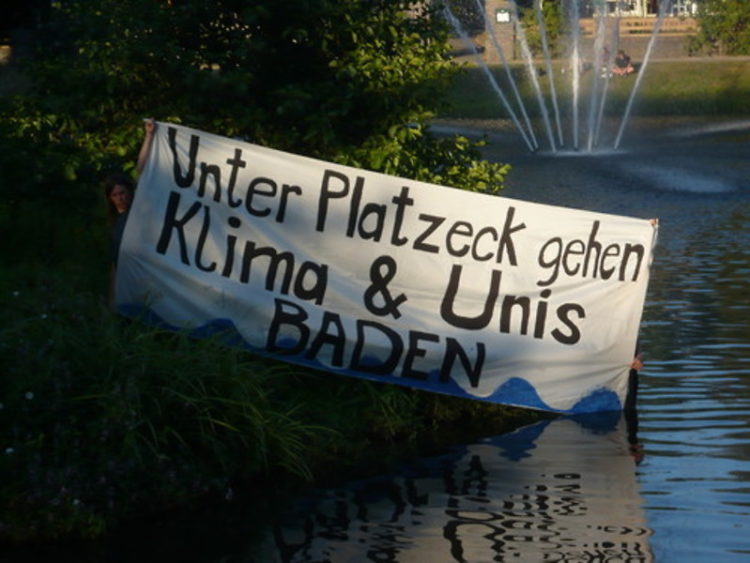 Unter Platzeck gehen
Klima & Unis
BADEN